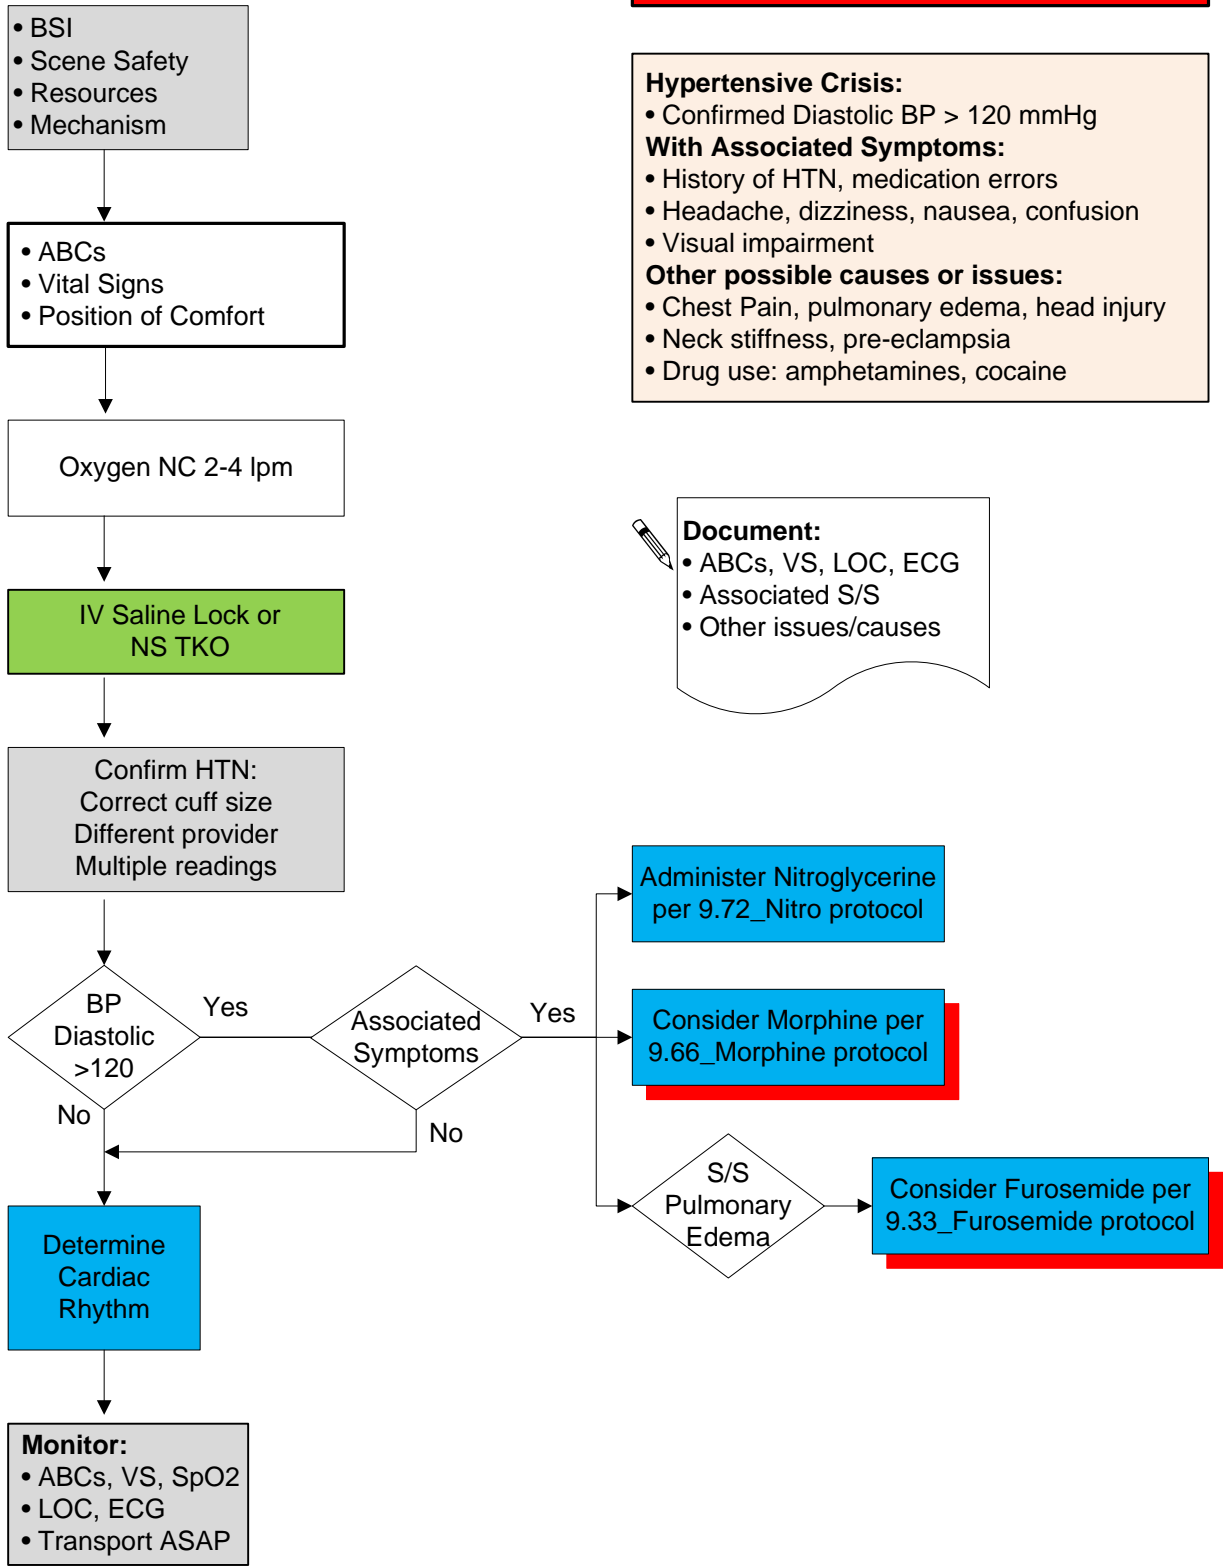 • BSI
• Scene Safety
• Resources
• Mechanism
Hypertensive Crisis:
• Confirmed Diastolic BP > 120 mmHg
With Associated Symptoms:
• History of HTN, medication errors
• Headache, dizziness, nausea, confusion
• Visual impairment
Other possible causes or issues:
• Chest Pain, pulmonary edema, head injury
• Neck stiffness, pre-eclampsia
• Drug use: amphetamines, cocaine
• ABCs
• Vital Signs
• Position of Comfort
Oxygen NC 2-4 lpm
Document:
• ABCs, VS, LOC, ECG
• Associated S/S
• Other issues/causes
IV Saline Lock or
NS TKO
Confirm HTN:
Correct cuff size
Different provider
Multiple readings
BP
Diastolic
>120
Yes
No
Associated
Symptoms
Yes
No
Administer Nitroglycerine
per 9.72_Nitro protocol
Consider Morphine per
9.66_Morphine protocol
S/S
Pulmonary
Edema
Consider Furosemide per
9.33_Furosemide protocol
Determine
Cardiac
Rhythm
Monitor:
• ABCs, VS, SpO2
• LOC, ECG
• Transport ASAP